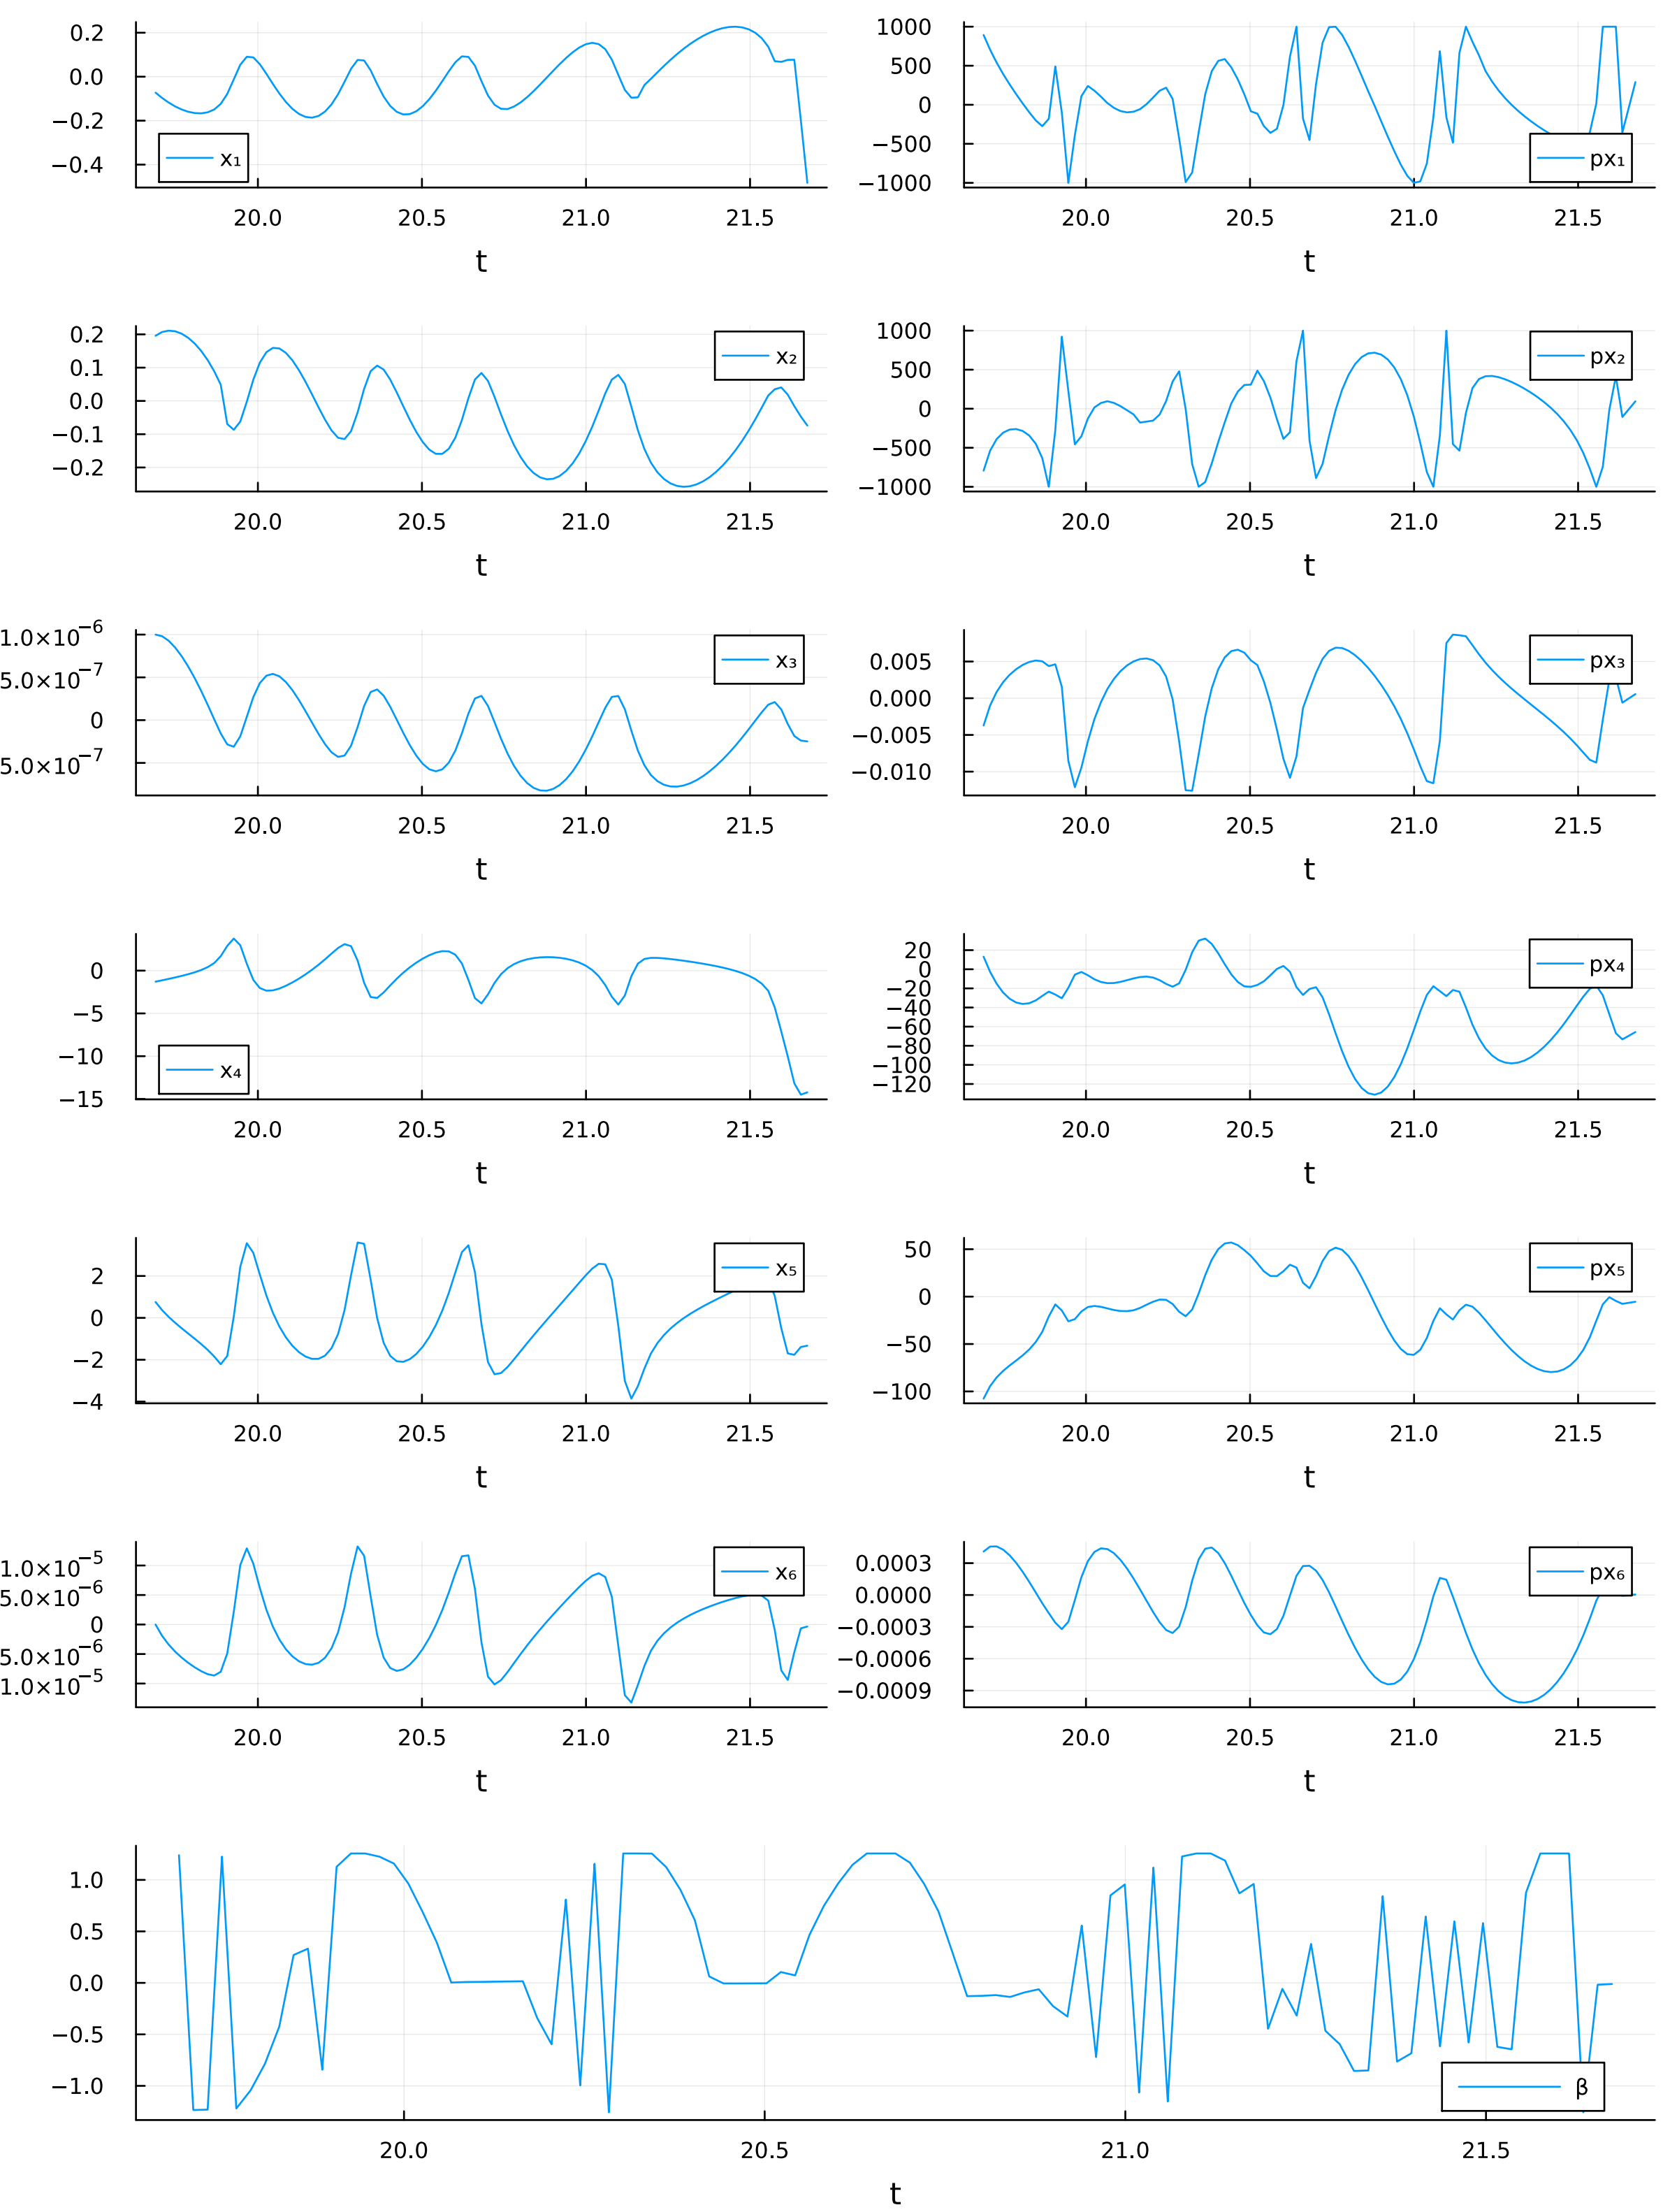 0.2
0.0
−0.2
−0.4
x₁
20.0 20.5 21.0 21.5
t
1000
500
0
−500
−1000
px₁
20.0 20.5 21.0 21.5
t
0.2
0.1
0.0
−0.1
−0.2
x₂
20.0 20.5 21.0 21.5
t
1000
500
0
−500
−1000
px₂
20.0 20.5 21.0 21.5
t
1.0×10⁻⁶
5.0×10⁻⁷
0
5.0×10⁻⁷
x₃
20.0 20.5 21.0 21.5
t
0.005
0.000
−0.005
−0.010
px₃
20.0 20.5 21.0 21.5
t
0
−5
−10
−15
x₄
20.0 20.5 21.0 21.5
t
20
0
−20
−40
−60
−80
−100
−120
px₄
20.0 20.5 21.0 21.5
t
2
0
−2
−4
x₅
20.0 20.5 21.0 21.5
t
50
0
−50
−100
px₅
20.0 20.5 21.0 21.5
t
1.0×10⁻⁵
5.0×10⁻⁶
0
5.0×10⁻⁶
1.0×10⁻⁵
x₆
20.0 20.5 21.0 21.5
t
0.0003
0.0000
−0.0003
−0.0006
−0.0009
px₆
20.0 20.5 21.0 21.5
t
1.0
0.5
0.0
−0.5
−1.0
β
20.0 20.5 21.0 21.5
t